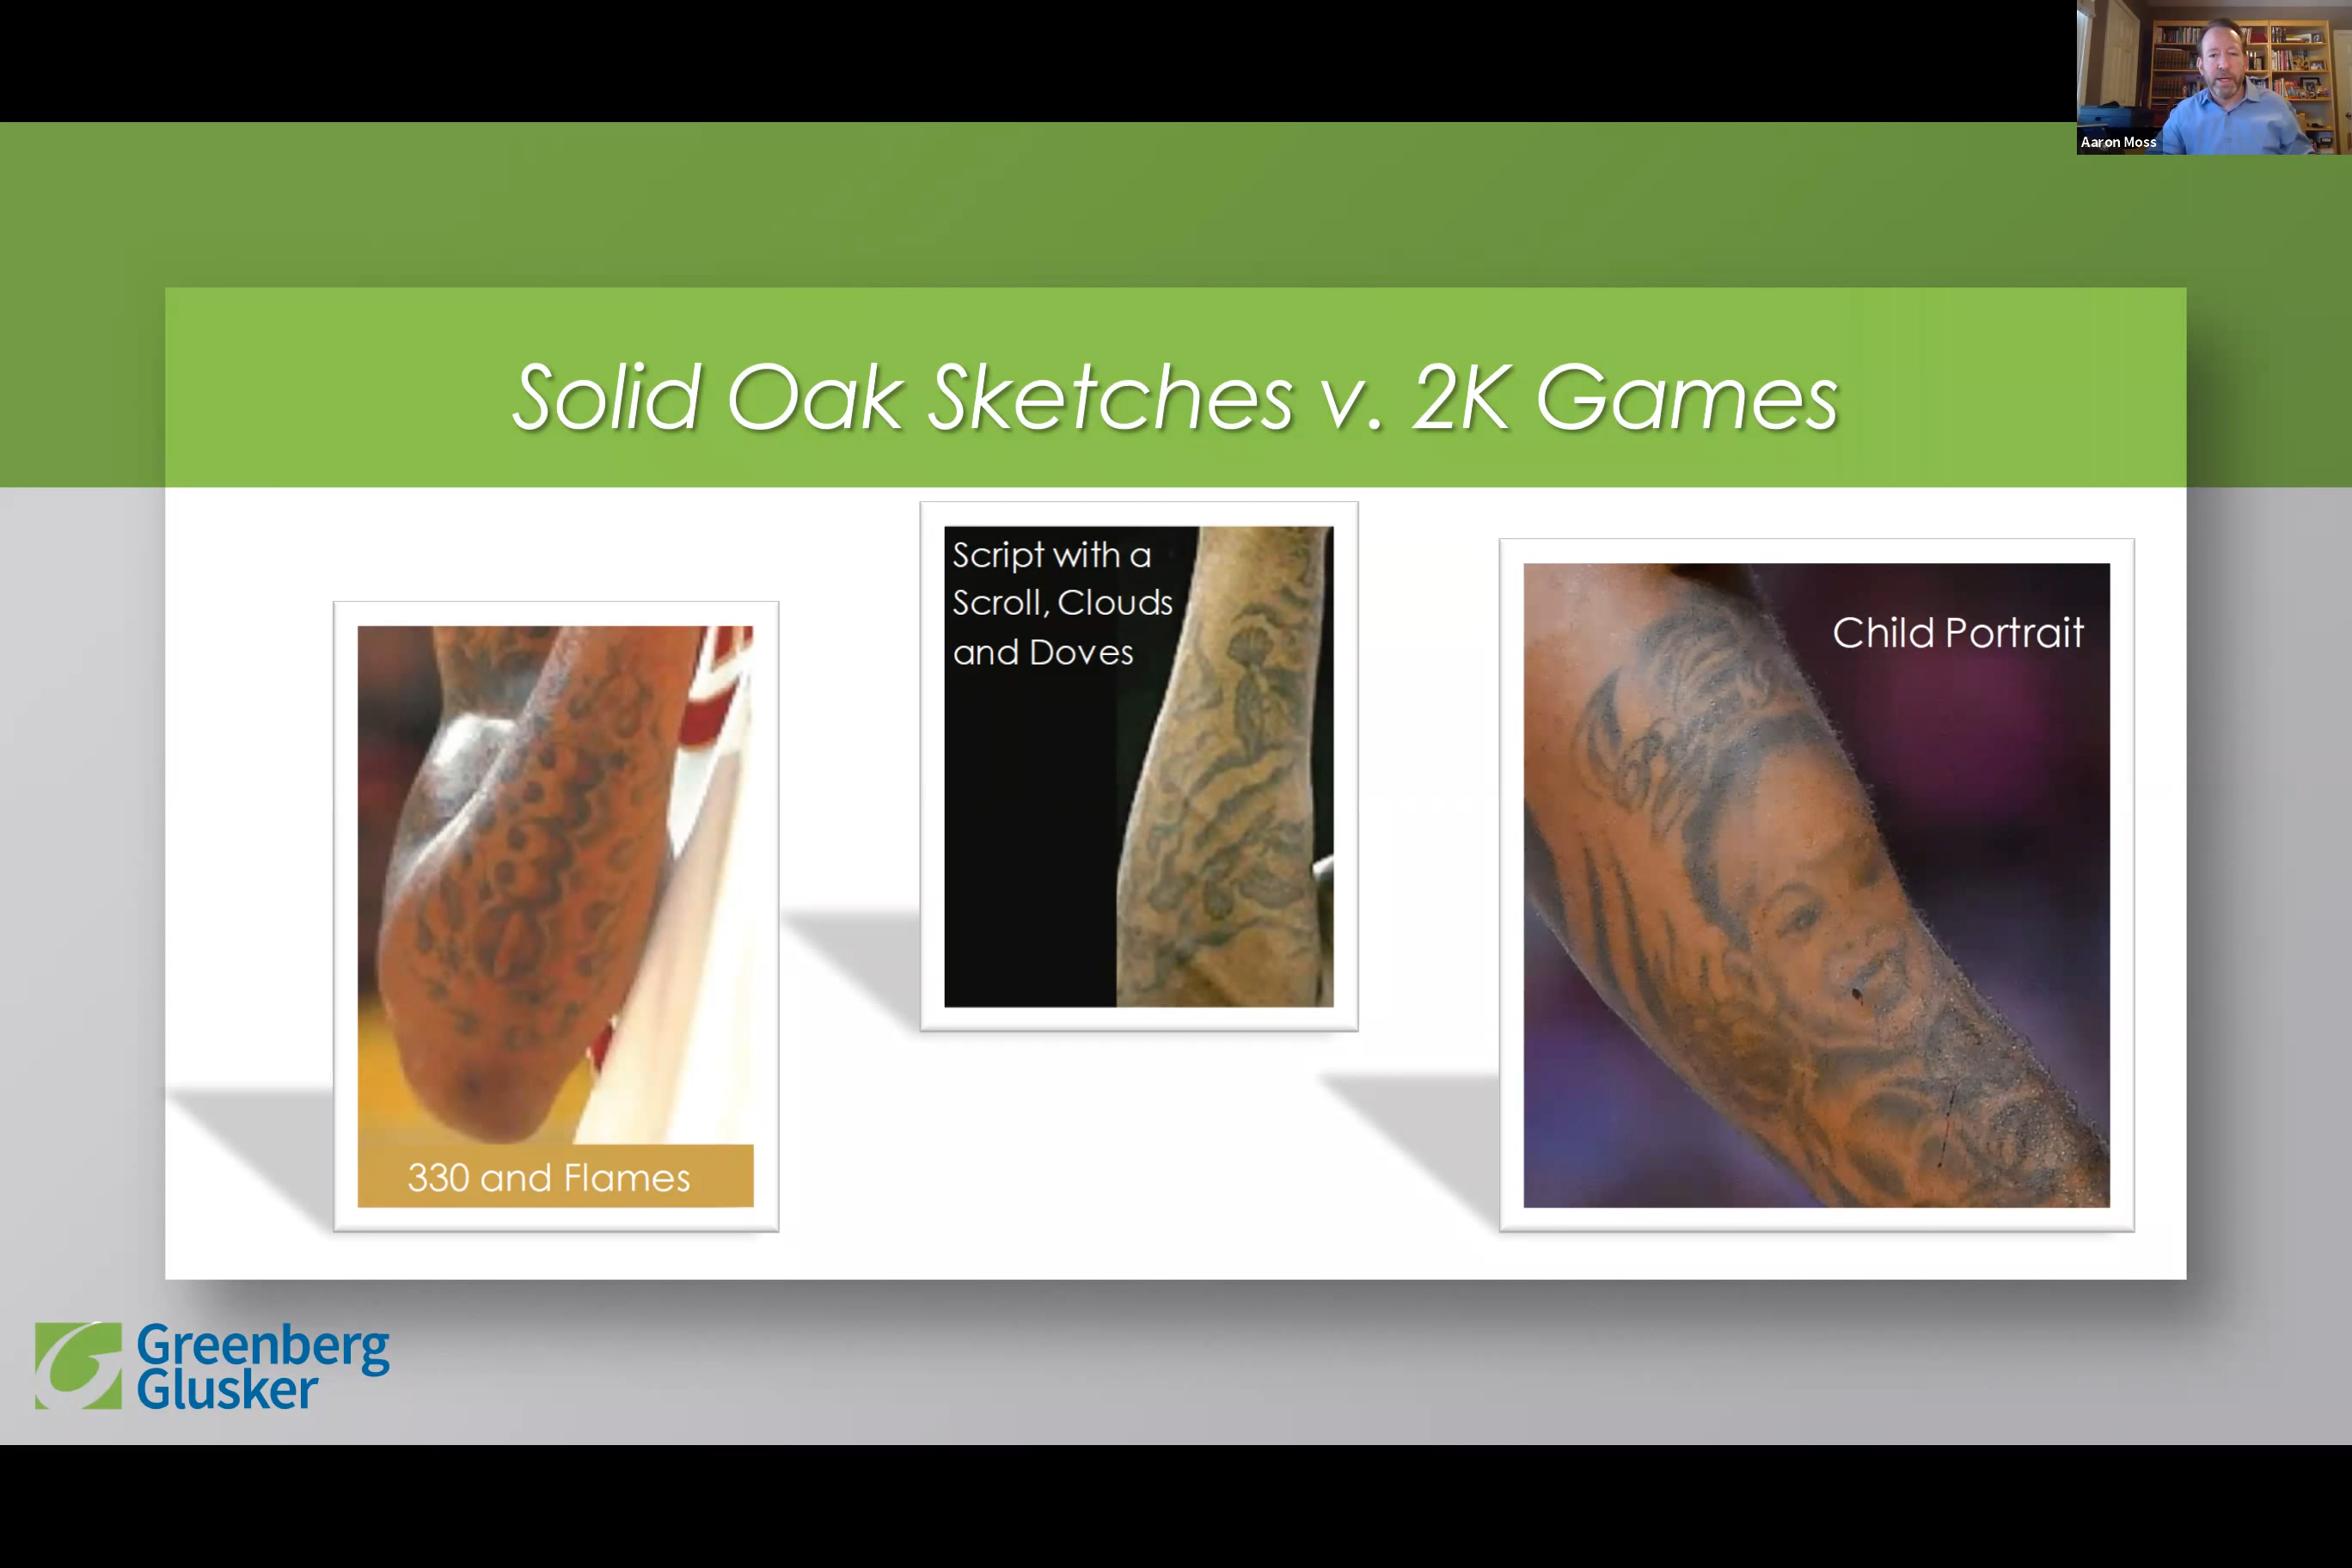 Aaron Moss
Solid Oak Sketches v. 2K Games
Script with a
Scroll, Clouds
and Doves
Child Portrait
330 and Flames
Greenberg
Glusker